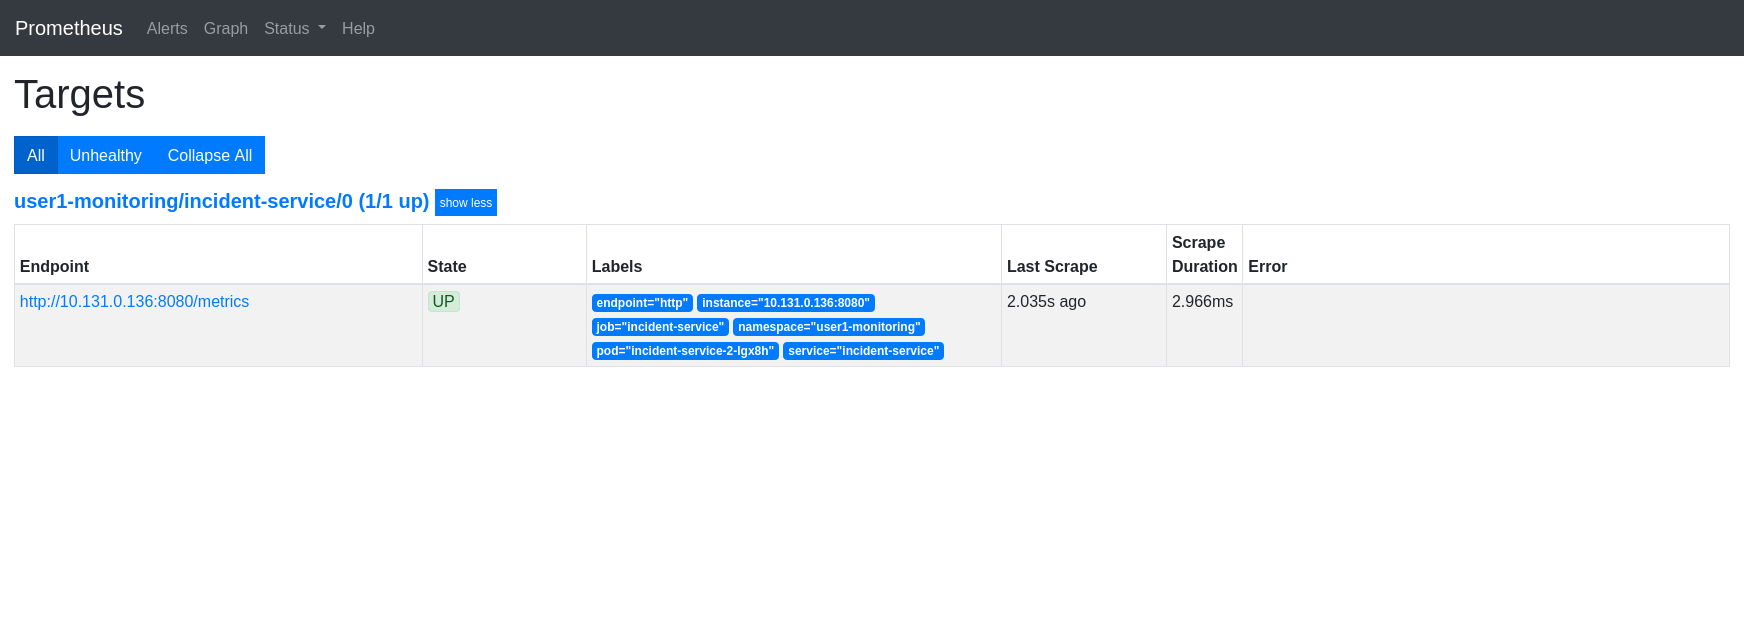 Prometheus Alerts Graph Status Help
Targets
All Unhealthy Collapse All
user1-monitoring/incident-service/0 (1/1 up) show less
Endpoint State Labels Last Scrape Scrape Duration Error
http://10.131.0.136:8080/metrics UP endpoint="http" instance="10.131.0.136:8080" 2.035s ago 2.966ms
job="incident-service" namespace="user1-monitoring"
pod="incident-service-2-lgx8h" service="incident-service"